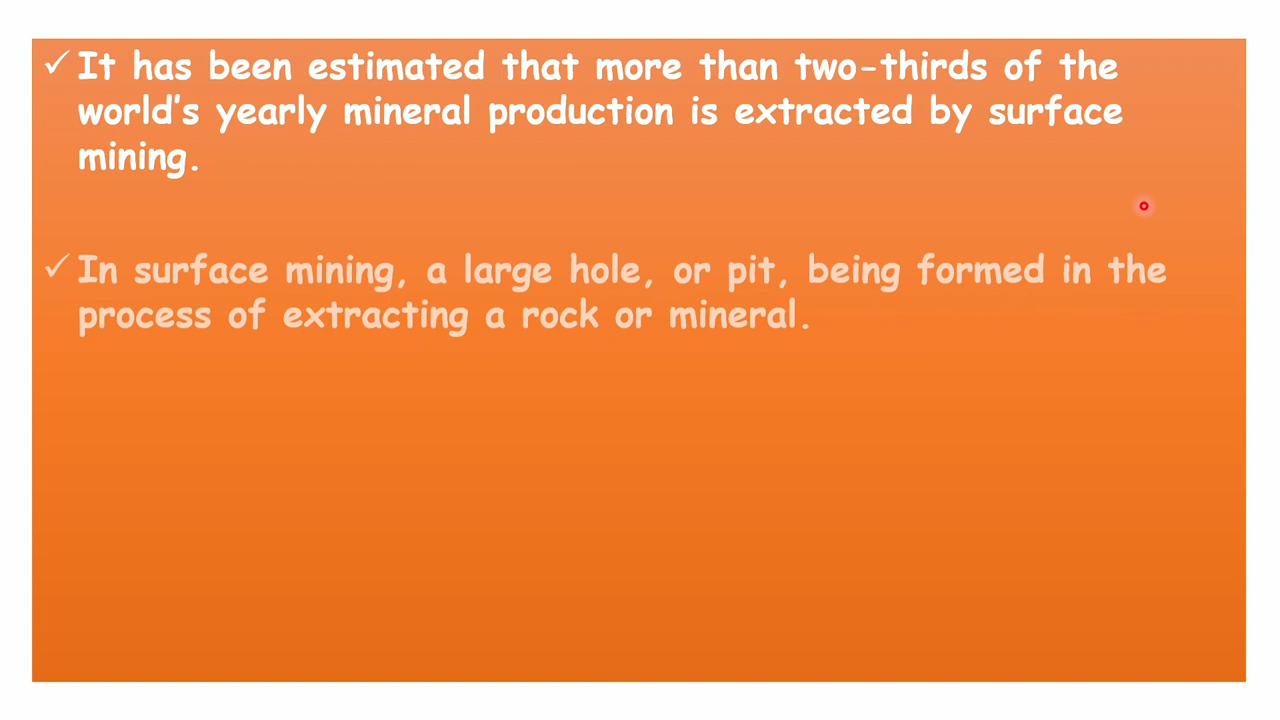 ✓ It has been estimated that more than two-thirds of the
world's yearly mineral production is extracted by surface
mining.
✓ In surface mining, a large hole, or pit, being formed in the
process of extracting a rock or mineral.